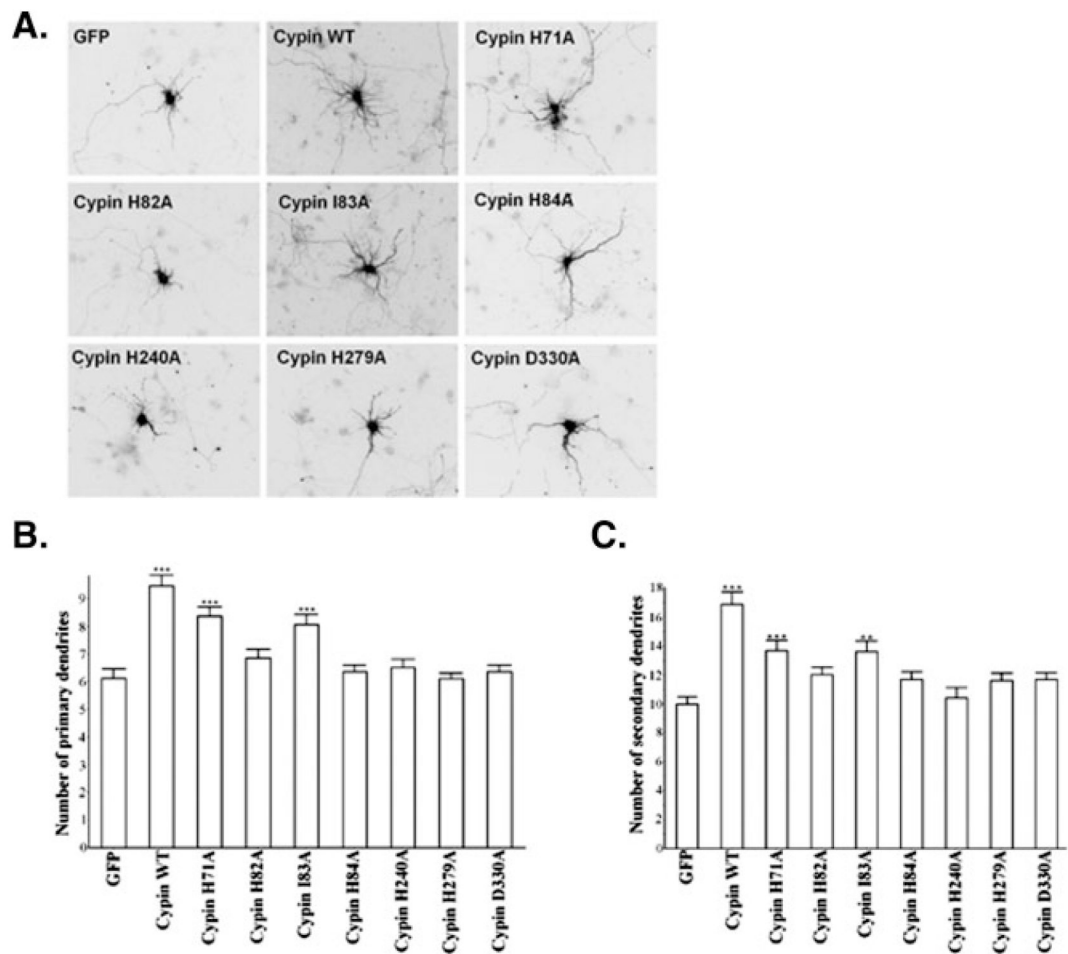 A.
GFP
Cypin WT
Cypin H71A
Cypin H82A
Cypin I83A
Cypin H84A
Cypin H240A
Cypin H279A
Cypin D330A
B.
Number of primary dendrites
9
8
7
6
5
4
3
2
1
0
***
***
***
GFP
Cypin WT
Cypin H71A
Cypin H82A
Cypin I83A
Cypin H84A
Cypin H240A
Cypin H279A
Cypin D330A
C.
Number of secondary dendrites
18
16
14
12
10
8
6
4
2
0
***
***
**
GFP
Cypin WT
Cypin H71A
Cypin H82A
Cypin I83A
Cypin H84A
Cypin H240A
Cypin H279A
Cypin D330A